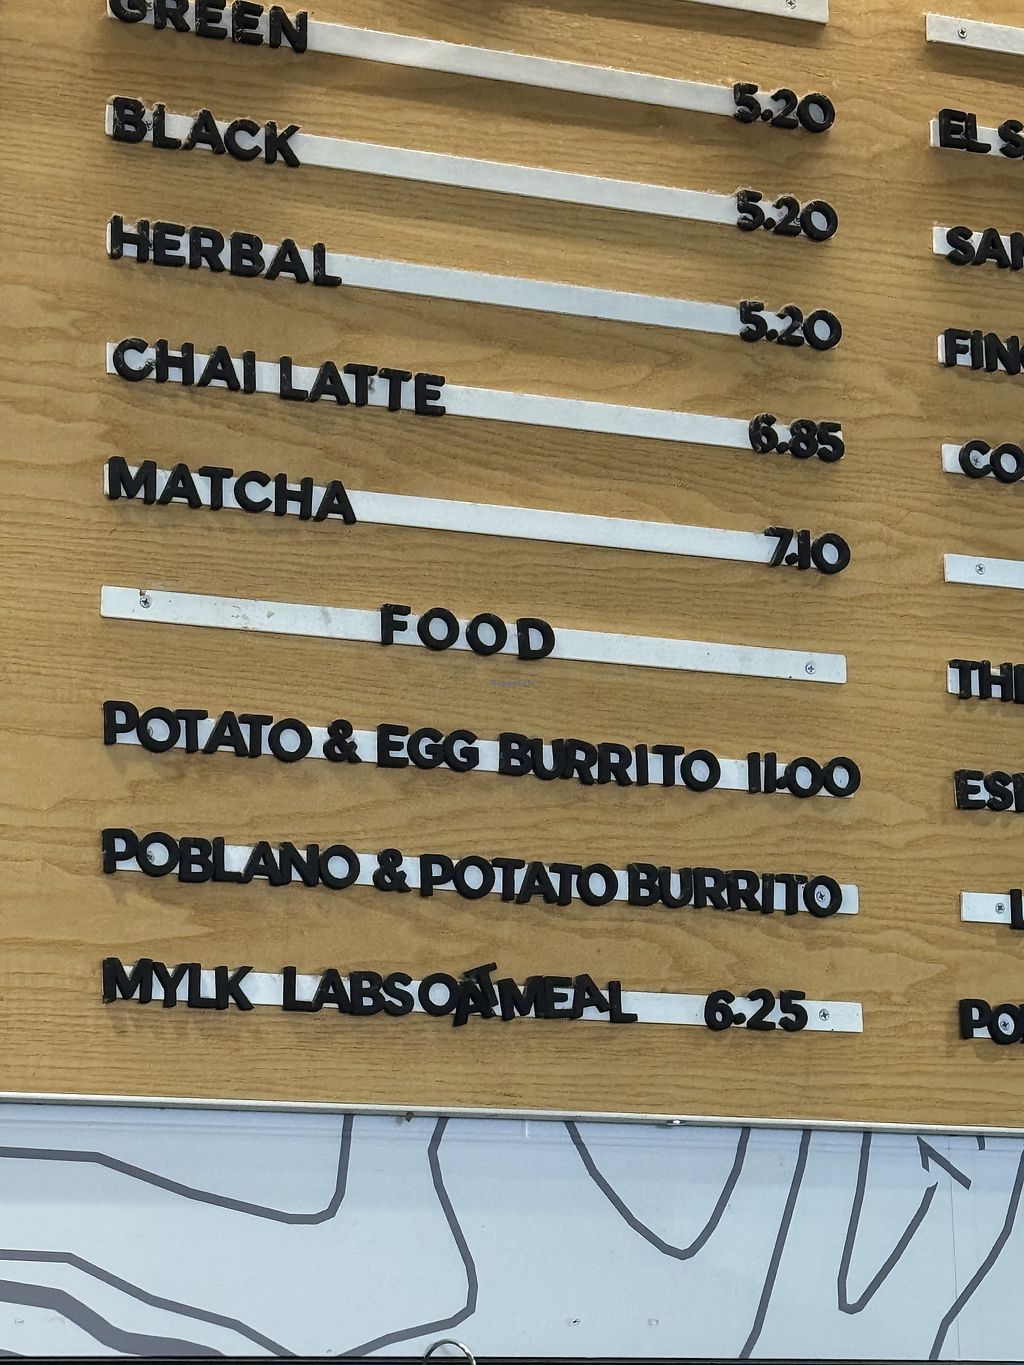 GREEN 5.20
BLACK 5.20
HERBAL 5.20
CHAI LATTE 6.85
MATCHA 7.10
FOOD
POTATO & EGG BURRITO 11.00
POBLANO & POTATO BURRITO
MYLK LABS OATMEAL 6.25
EL